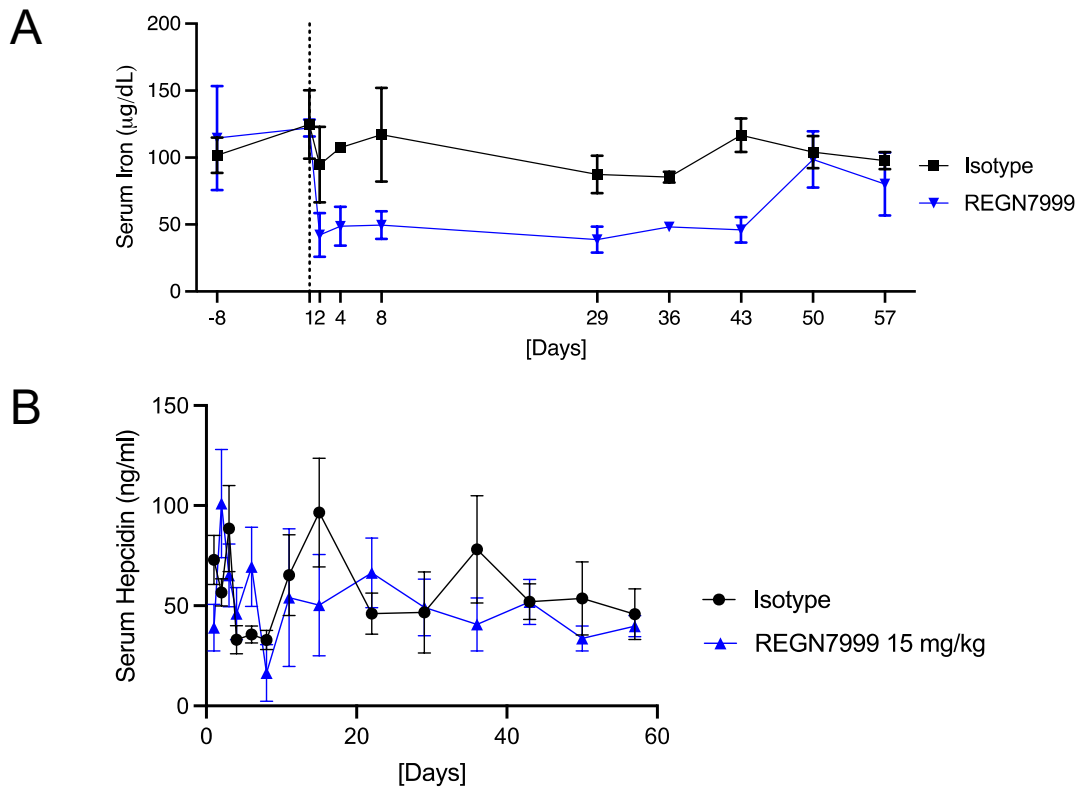 A
Serum Iron (μg/dL)
200
150
100
50
0
-8
1
2
4
8
29
36
43
50
57
[Days]
Isotype
REGN7999
B
Serum Hepcidin (ng/ml)
150
100
50
0
0
20
40
60
[Days]
Isotype
REGN7999 15 mg/kg